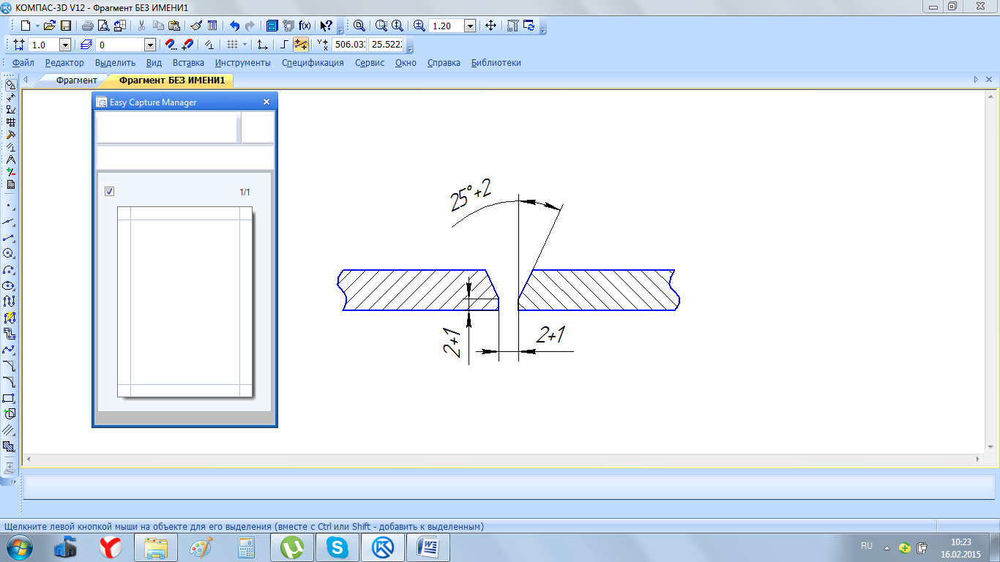 КОМПАС-3D V12 - Фрагмент БЕЗ ИМЕНИ1
f(x) 1.20
1.0 0 506.03 25.522
Файл Редактор Выделить Вид Вставка Инструменты Спецификация Сервис Окно Справка Библиотеки
Фрагмент Фрагмент БЕЗ ИМЕНИ1
Easy Capture Manager
1/1
25°+2
2+1
2+1
Щелкните левой кнопкой мыши на объекте для его выделения (вместе с Ctrl или Shift - добавить к выделенным)
RU 10:23
16.02.2015